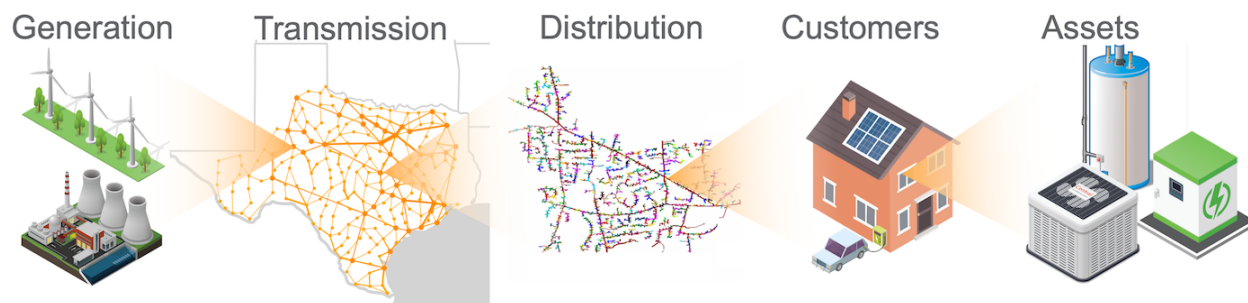 Generation
Transmission
Distribution
Customers
Assets